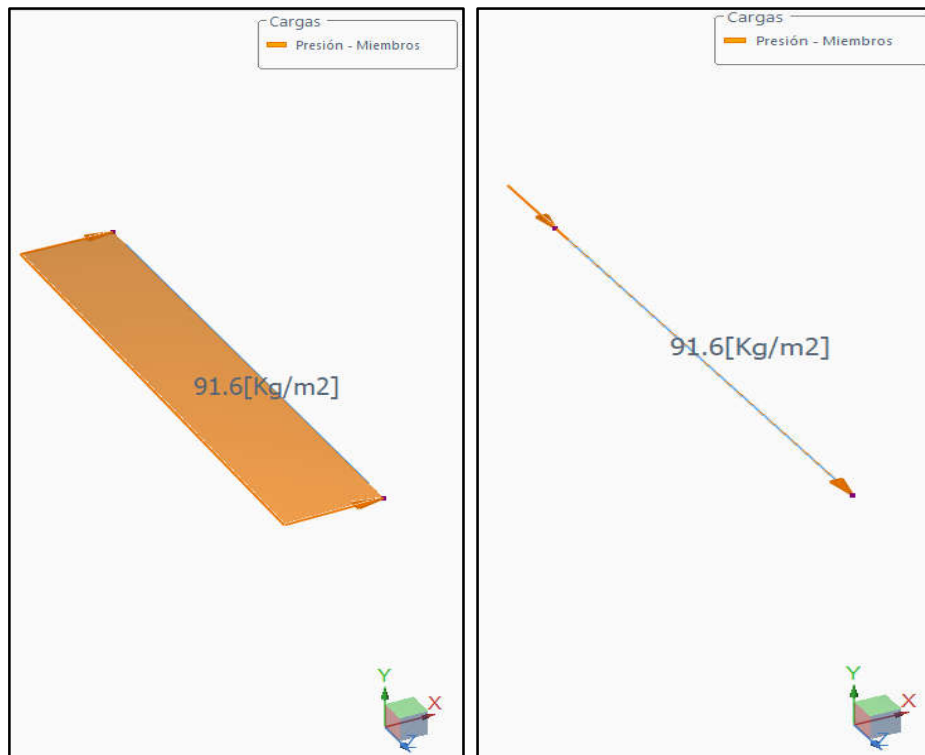 Cargas
Presión - Miembros
91.6[Kg/m2]
Y
X
Z
Cargas
Presión - Miembros
91.6[Kg/m2]
Y
X
Z